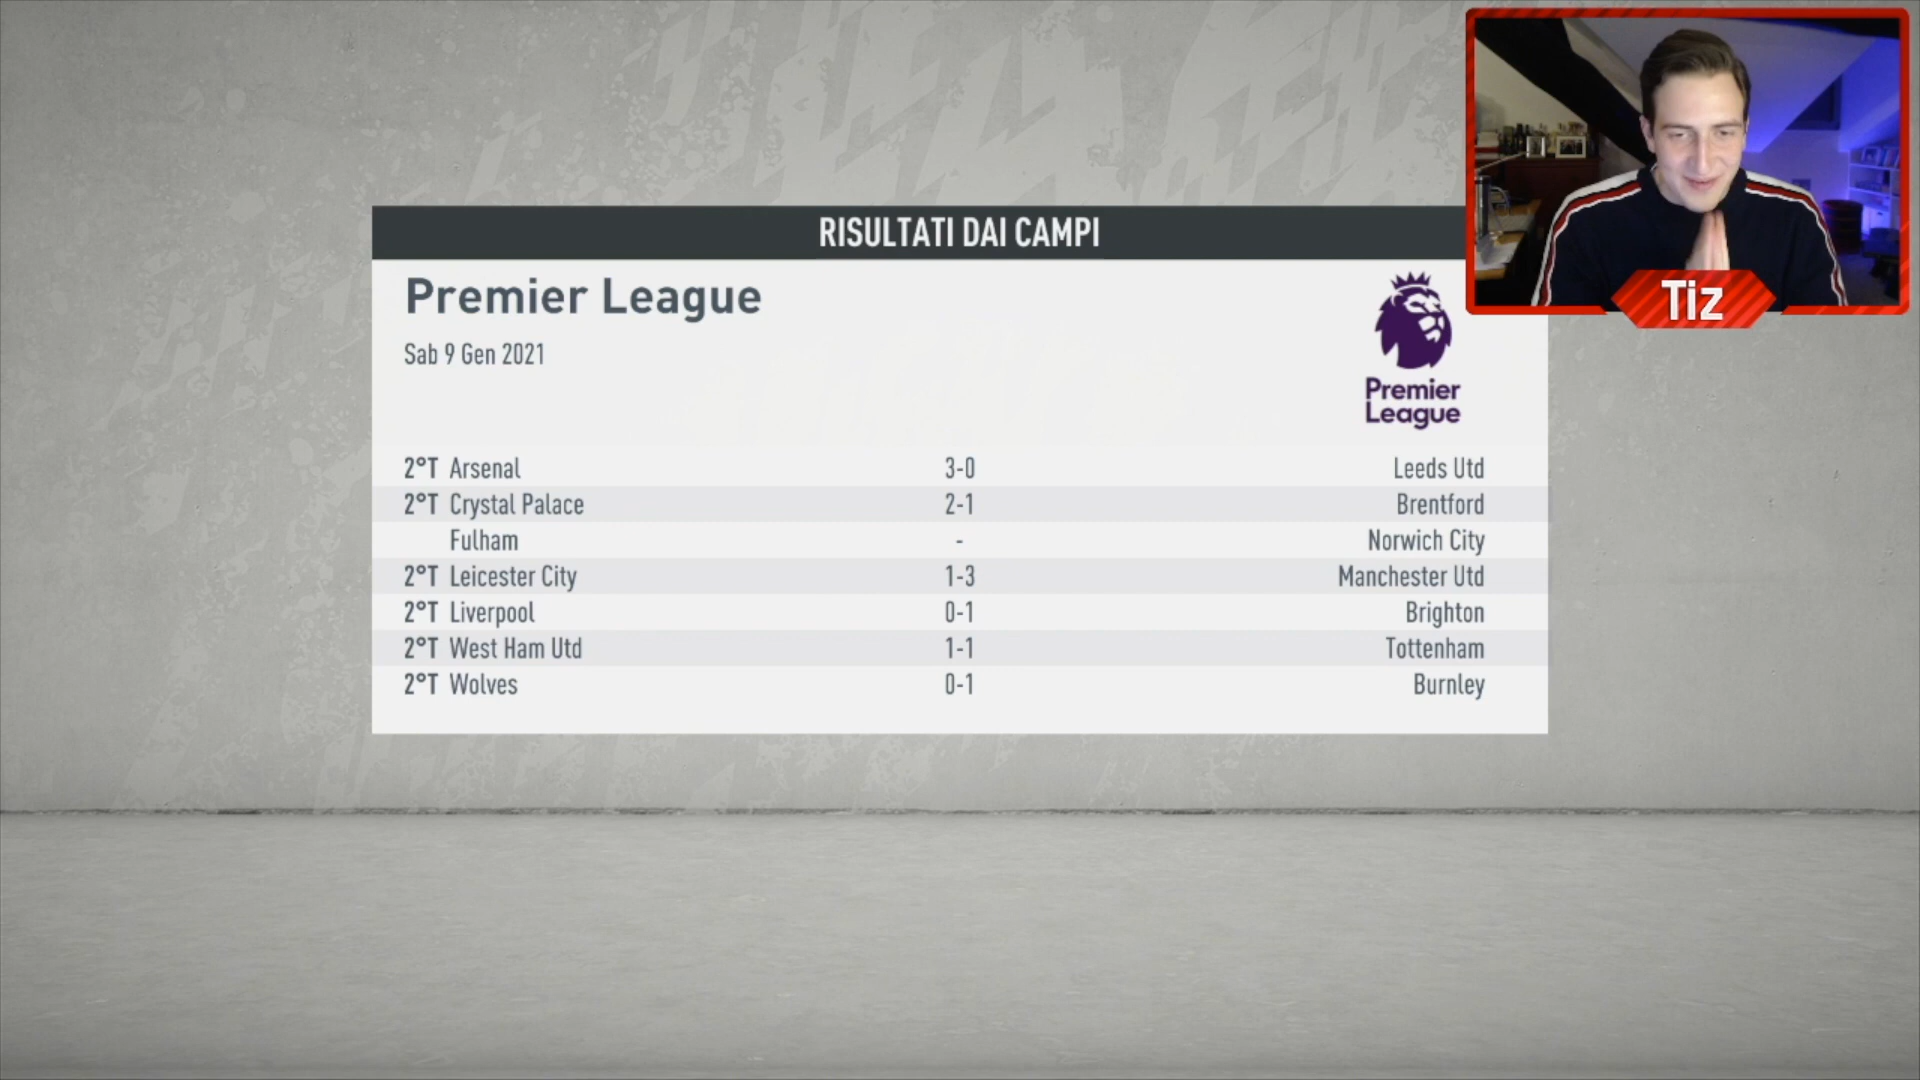 RISULTATI DAI CAMPI
Premier League
Sab 9 Gen 2021
Premier
League
Tiz
2°T Arsenal 3-0 Leeds Utd
2°T Crystal Palace 2-1 Brentford
Fulham - Norwich City
2°T Leicester City 1-3 Manchester Utd
2°T Liverpool 0-1 Brighton
2°T West Ham Utd 1-1 Tottenham
2°T Wolves 0-1 Burnley